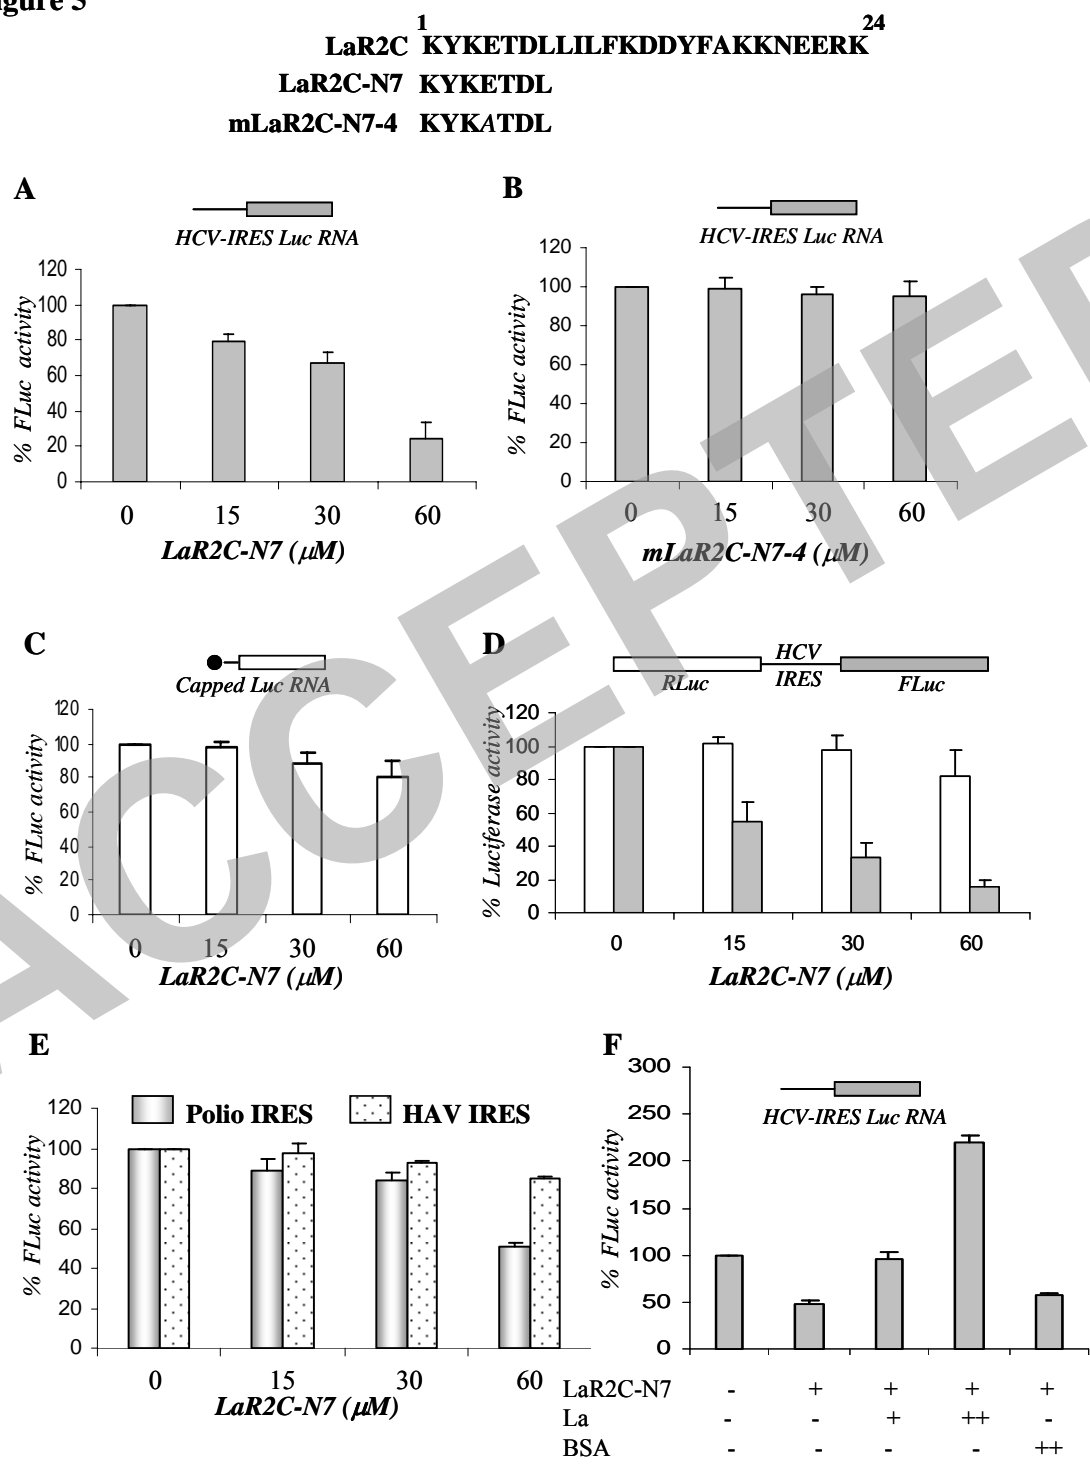 Figure 5
1 24
LaR2C KYKETDLLILFKDDYFAKKNEERK
LaR2C-N7 KYKETDL
mLaR2C-N7-4 KYKATDL
A
HCV-IRES Luc RNA
% FLuc activity
120
100
80
60
40
20
0
0 15 30 60
LaR2C-N7 (μM)
B
HCV-IRES Luc RNA
% FLuc activity
120
100
80
60
40
20
0
0 15 30 60
mLaR2C-N7-4 (μM)
C
Capped Luc RNA
% FLuc activity
120
100
80
60
40
20
0
0 15 30 60
LaR2C-N7 (μM)
D
HCV
IRES
RLuc FLuc
% Luciferase activity
120
100
80
60
40
20
0
0 15 30 60
LaR2C-N7 (μM)
E
Polio IRES HAV IRES
% FLuc activity
120
100
80
60
40
20
0
0 15 30 60
LaR2C-N7 (μM)
F
HCV-IRES Luc RNA
% FLuc activity
300
250
200
150
100
50
0
LaR2C-N7 - + + + +
La - - + ++ -
BSA - - - - ++
ACCEPTE